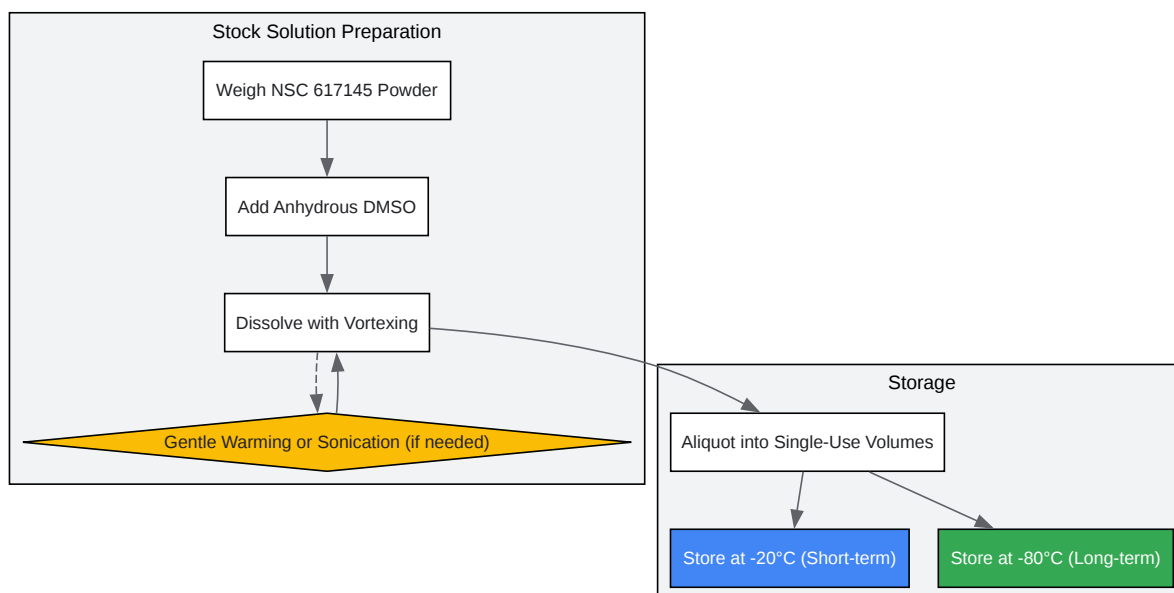 Stock Solution Preparation
Weigh NSC 617145 Powder
Add Anhydrous DMSO
Dissolve with Vortexing
Gentle Warming or Sonication (if needed)
Storage
Aliquot into Single-Use Volumes
Store at -20°C (Short-term)
Store at -80°C (Long-term)